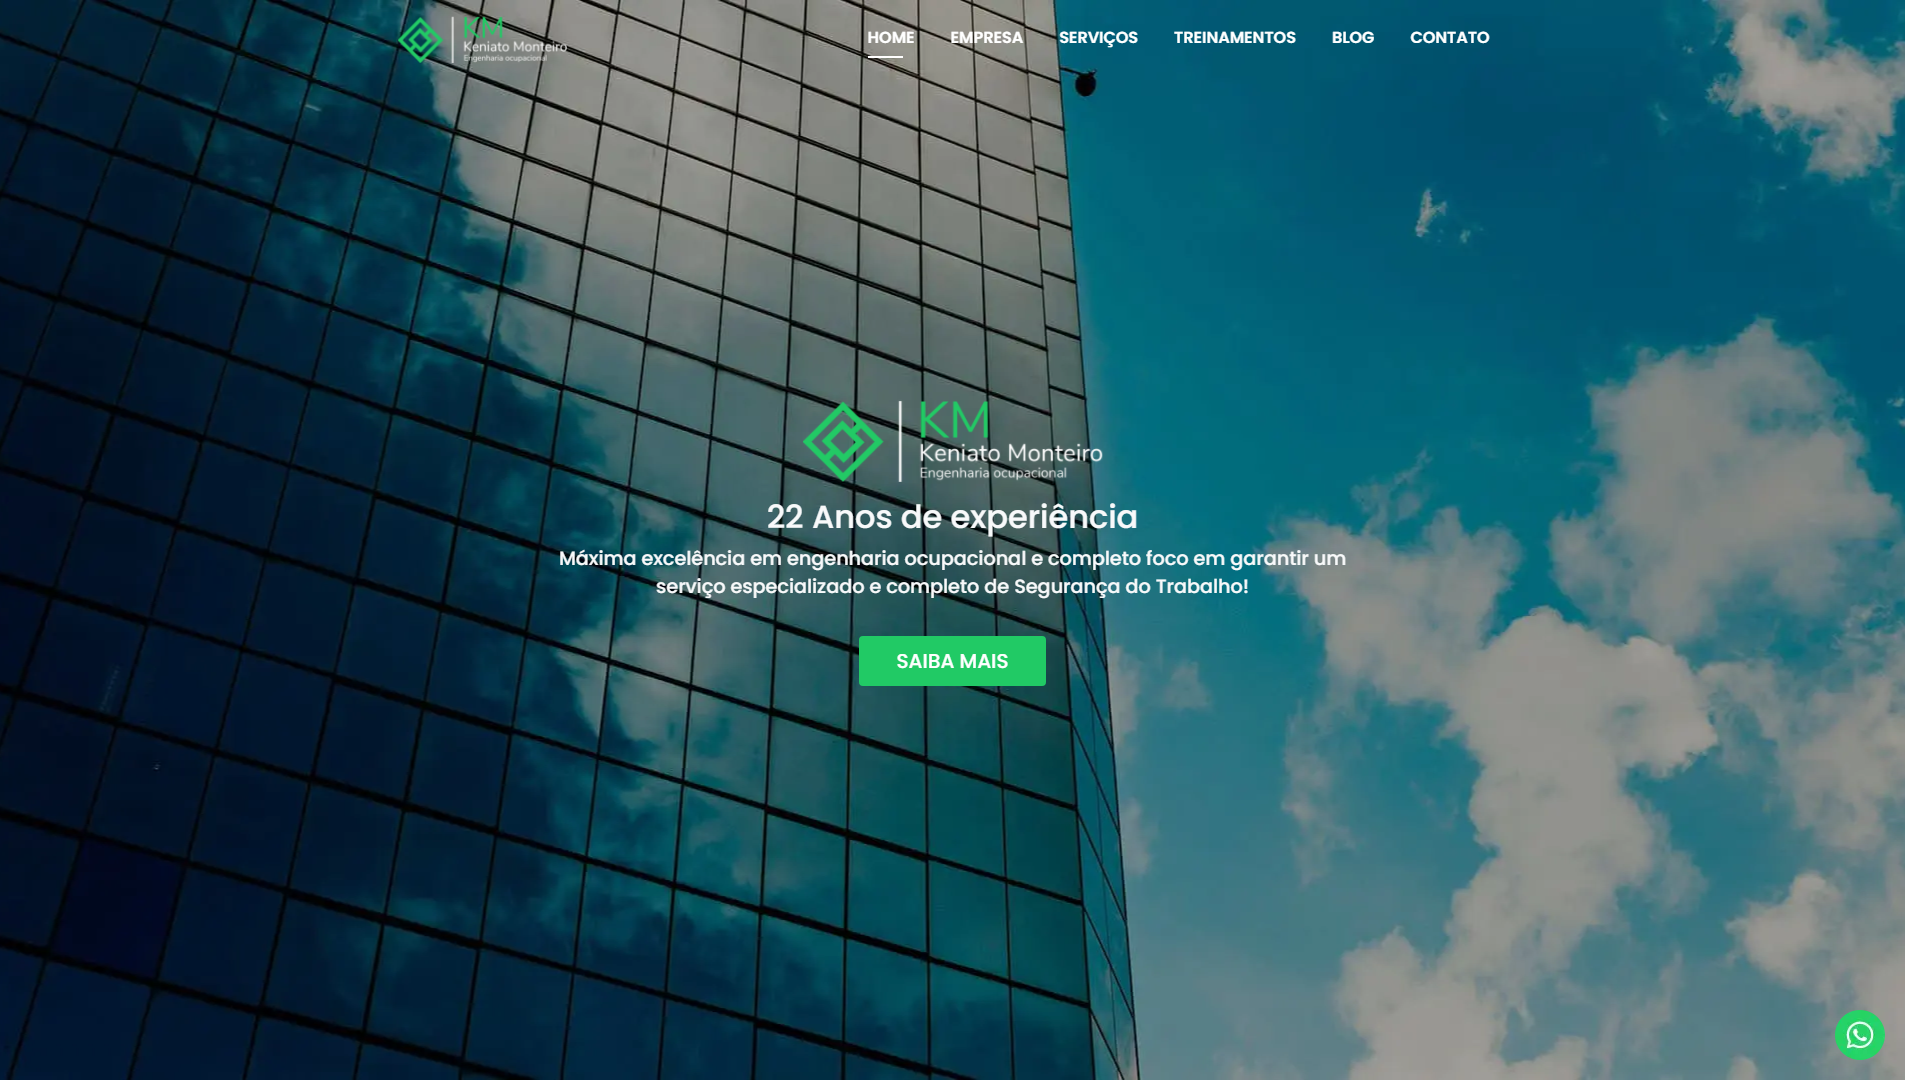 KM
Keniato Monteiro
Engenharia ocupacional
HOME EMPRESA SERVIÇOS TREINAMENTOS BLOG CONTATO
KM
Keniato Monteiro
Engenharia ocupacional
22 Anos de experiência
Máxima excelência em engenharia ocupacional e completo foco em garantir um
serviço especializado e completo de Segurança do Trabalho!
SAIBA MAIS